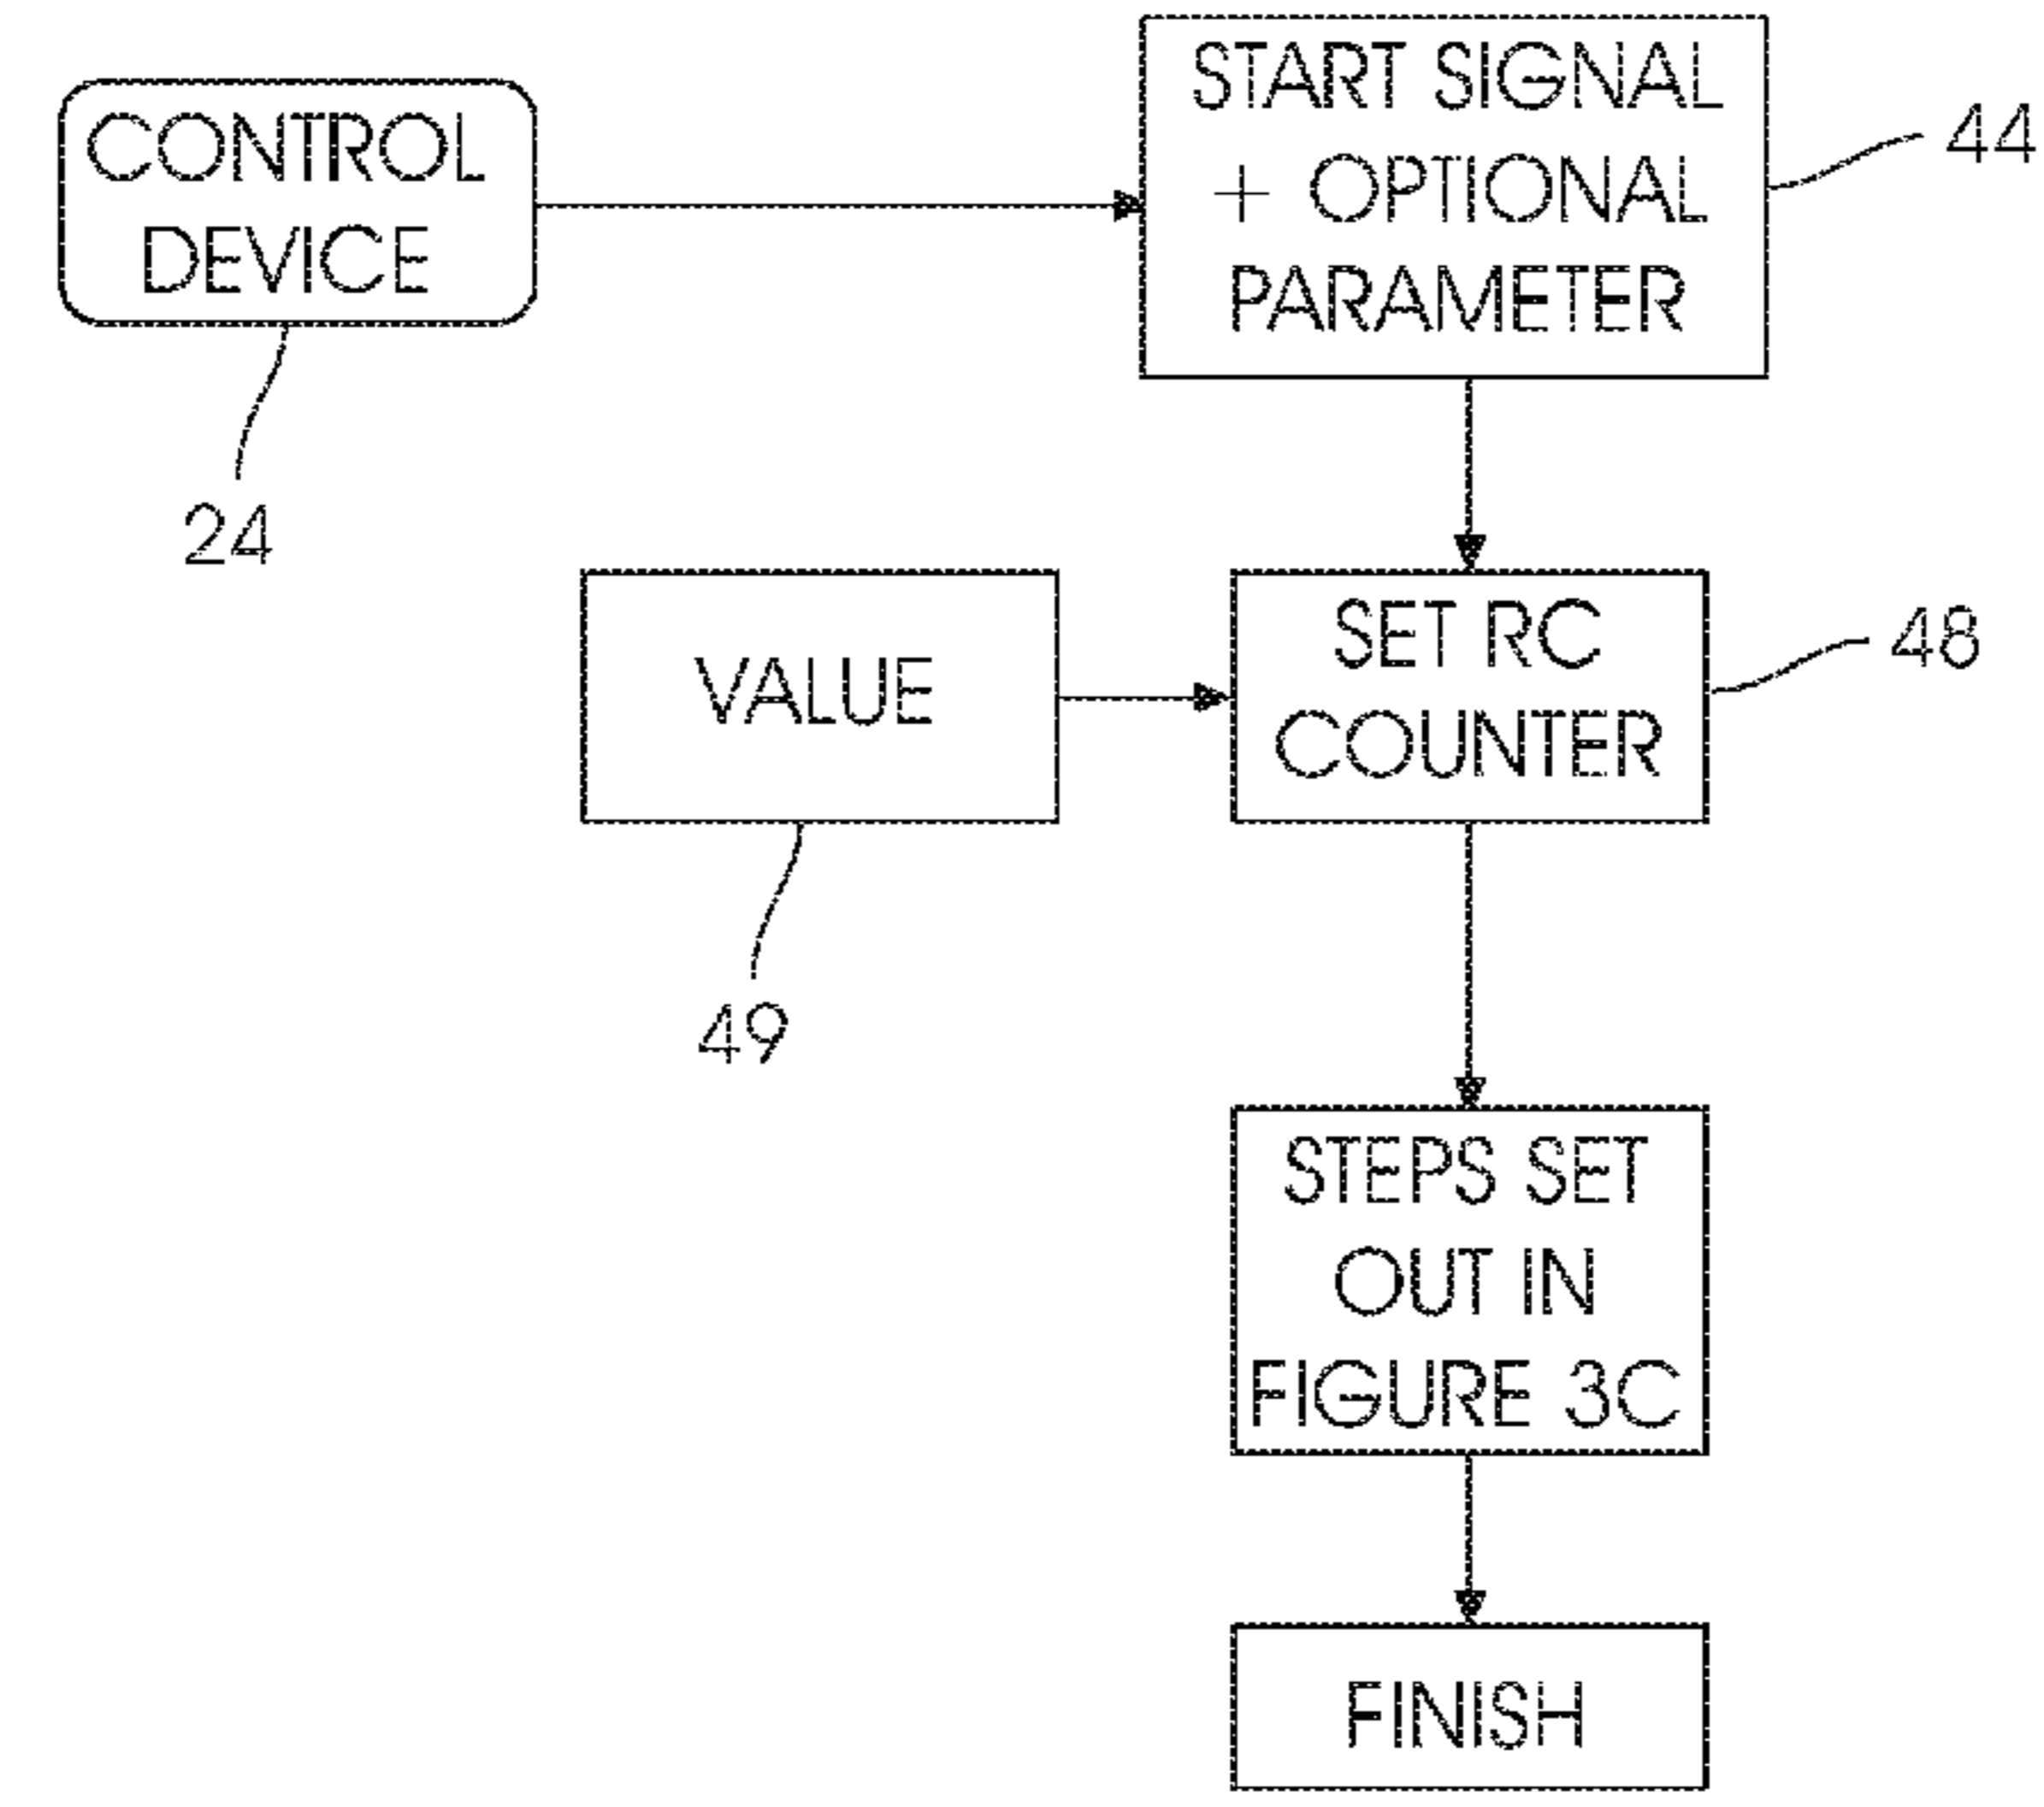 CONTROL
DEVICE
24
START SIGNAL
+ OPTIONAL
PARAMETER
44
VALUE
49
SET RC
COUNTER
48
STEPS SET
OUT IN
FIGURE 3C
FINISH